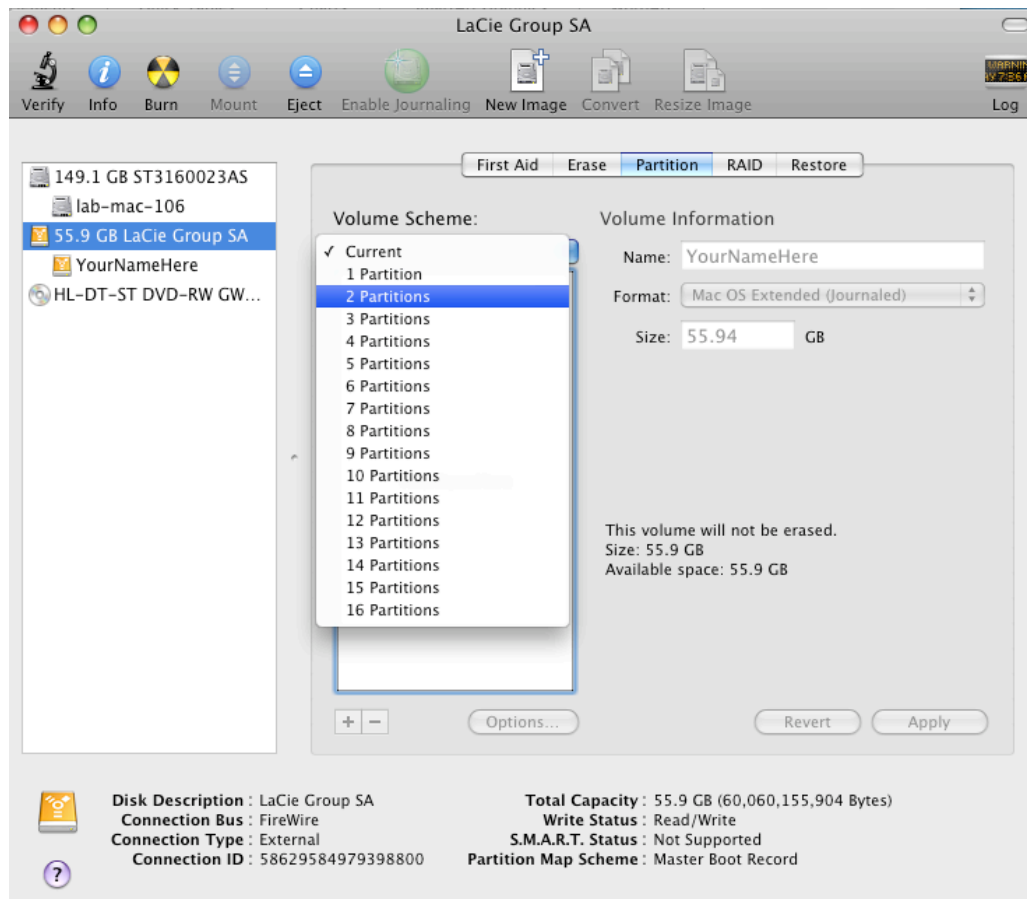 LaCie Group SA
WARNIN
AY 7:36
Verify Info Burn Mount Eject Enable Journaling New Image Convert Resize Image Log
149.1 GB ST3160023AS
lab-mac-106
55.9 GB LaCie Group SA
YourNameHere
HL-DT-ST DVD-RW GW...
First Aid Erase Partition RAID Restore
Volume Scheme:
✓ Current
1 Partition
2 Partitions
3 Partitions
4 Partitions
5 Partitions
6 Partitions
7 Partitions
8 Partitions
9 Partitions
10 Partitions
11 Partitions
12 Partitions
13 Partitions
14 Partitions
15 Partitions
16 Partitions
Volume Information
Name: YourNameHere
Format: Mac OS Extended (Journaled)
Size: 55.94 GB
This volume will not be erased.
Size: 55.9 GB
Available space: 55.9 GB
+ −
Options...
Revert
Apply
Disk Description : LaCie Group SA
Connection Bus : FireWire
Connection Type : External
Connection ID : 58629584979398800
Total Capacity : 55.9 GB (60,060,155,904 Bytes)
Write Status : Read/Write
S.M.A.R.T. Status : Not Supported
Partition Map Scheme : Master Boot Record
?